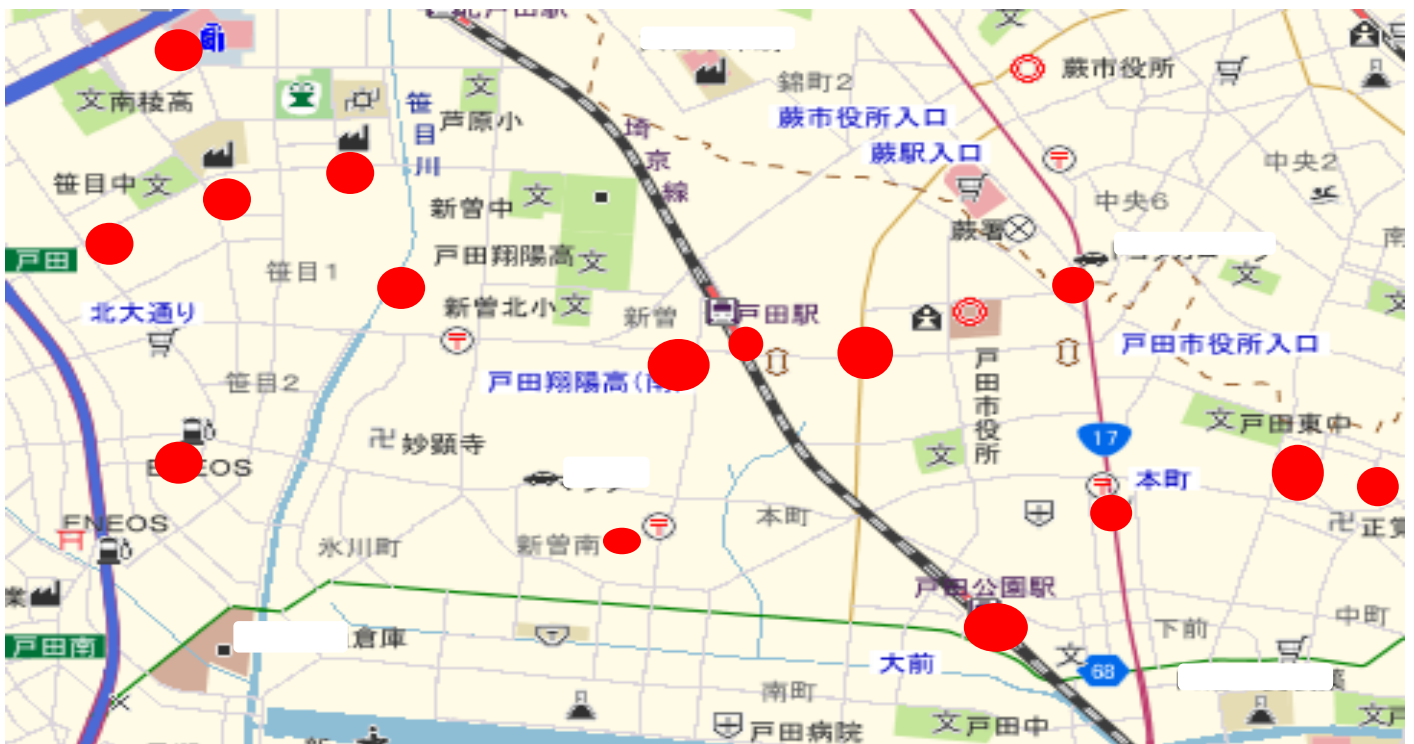 北戸田駅
蕨市役所
錦町2
南稜高
笹目川
芦原小
蕨市役所入口
埼京線
蕨駅入口
中央2
笹目中
新曽中
中央6
蕨署
戸田
笹目1
戸田翔陽高
北大通り
新曽北小
新曽
戸田駅
戸田市役所入口
笹目2
戸田翔陽高(南)
戸田市役所
戸田東中
妙顕寺
17
ENEOS
本町
ENEOS
本町
新曽南
氷川町
戸田公園駅
中町
下前
戸田南
倉庫
大前
68
南町
戸田病院
戸田中